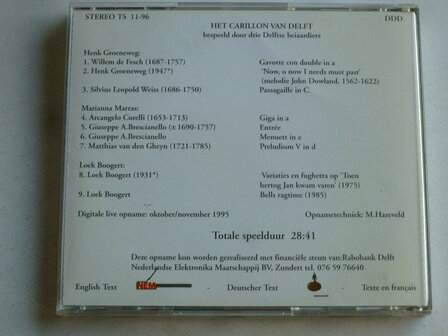 STEREO TS 11-96 DDD
HET CARILLON VAN DELFT
bespeeld door drie Delftse beiaardiers
Henk Groeneweg:
1. Willem de Fesch (1687-1757) Gavotte con double in a
2. Henk Groeneweg (1947*) 'Now, o now I needs must past'
(melodie John Dowland, 1562-1622)
3. Silvius Leopold Weiss (1686-1750) Passagaille in C
Marianna Marras:
4. Arcangelo Corelli (1653-1713) Giga in a
5. Giuseppe A.Brescianello (± 1690-1757) Entrée
6. Giuseppe A.Brescianello Menuett in e
7. Matthias van den Gheyn (1721-1785) Preludium V in d
Loek Boogert:
8. Loek Boogert (1931*) Variaties en fughetta op 'Toen
hertog Jan kwam varen' (1975)
9. Loek Boogert Bells ragtime (1985)
Digitale live opname: oktober/november 1995 Opnametechniek: M.Hazeveld
Totale speelduur 28:41
Deze opname kon worden gerealiseerd met financiële steun van:Rabobank Delft
Nederlandse Elektronika Maatschappij BV, Zundert tel. 076 59 76640
English Text NEM Deutscher Text Texte en français